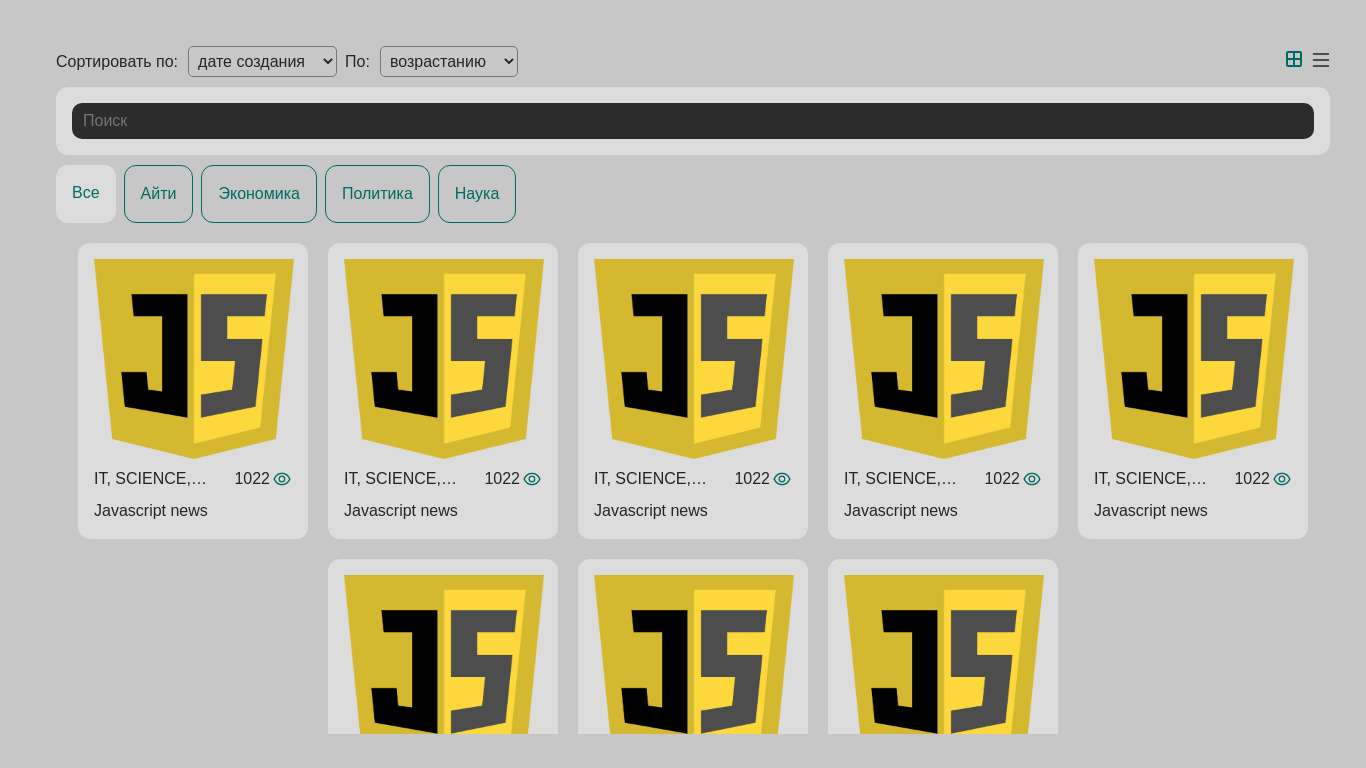 Сортировать по: дате создания По: возрастанию
Поиск
Все Айти Экономика Политика Наука
JS JS JS JS JS
IT, SCIENCE,... 1022 IT, SCIENCE,... 1022 IT, SCIENCE,... 1022 IT, SCIENCE,... 1022 IT, SCIENCE,... 1022
Javascript news Javascript news Javascript news Javascript news Javascript news
JS JS JS